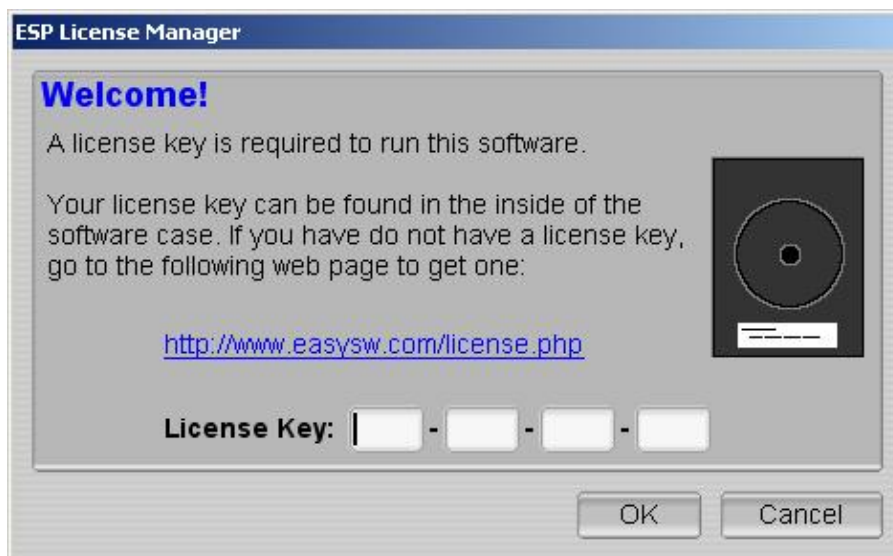 ESP License Manager
Welcome!
A license key is required to run this software.
Your license key can be found in the inside of the
software case. If you have do not have a license key,
go to the following web page to get one:
http://www.easysw.com/license.php
License Key: - - -
OK Cancel